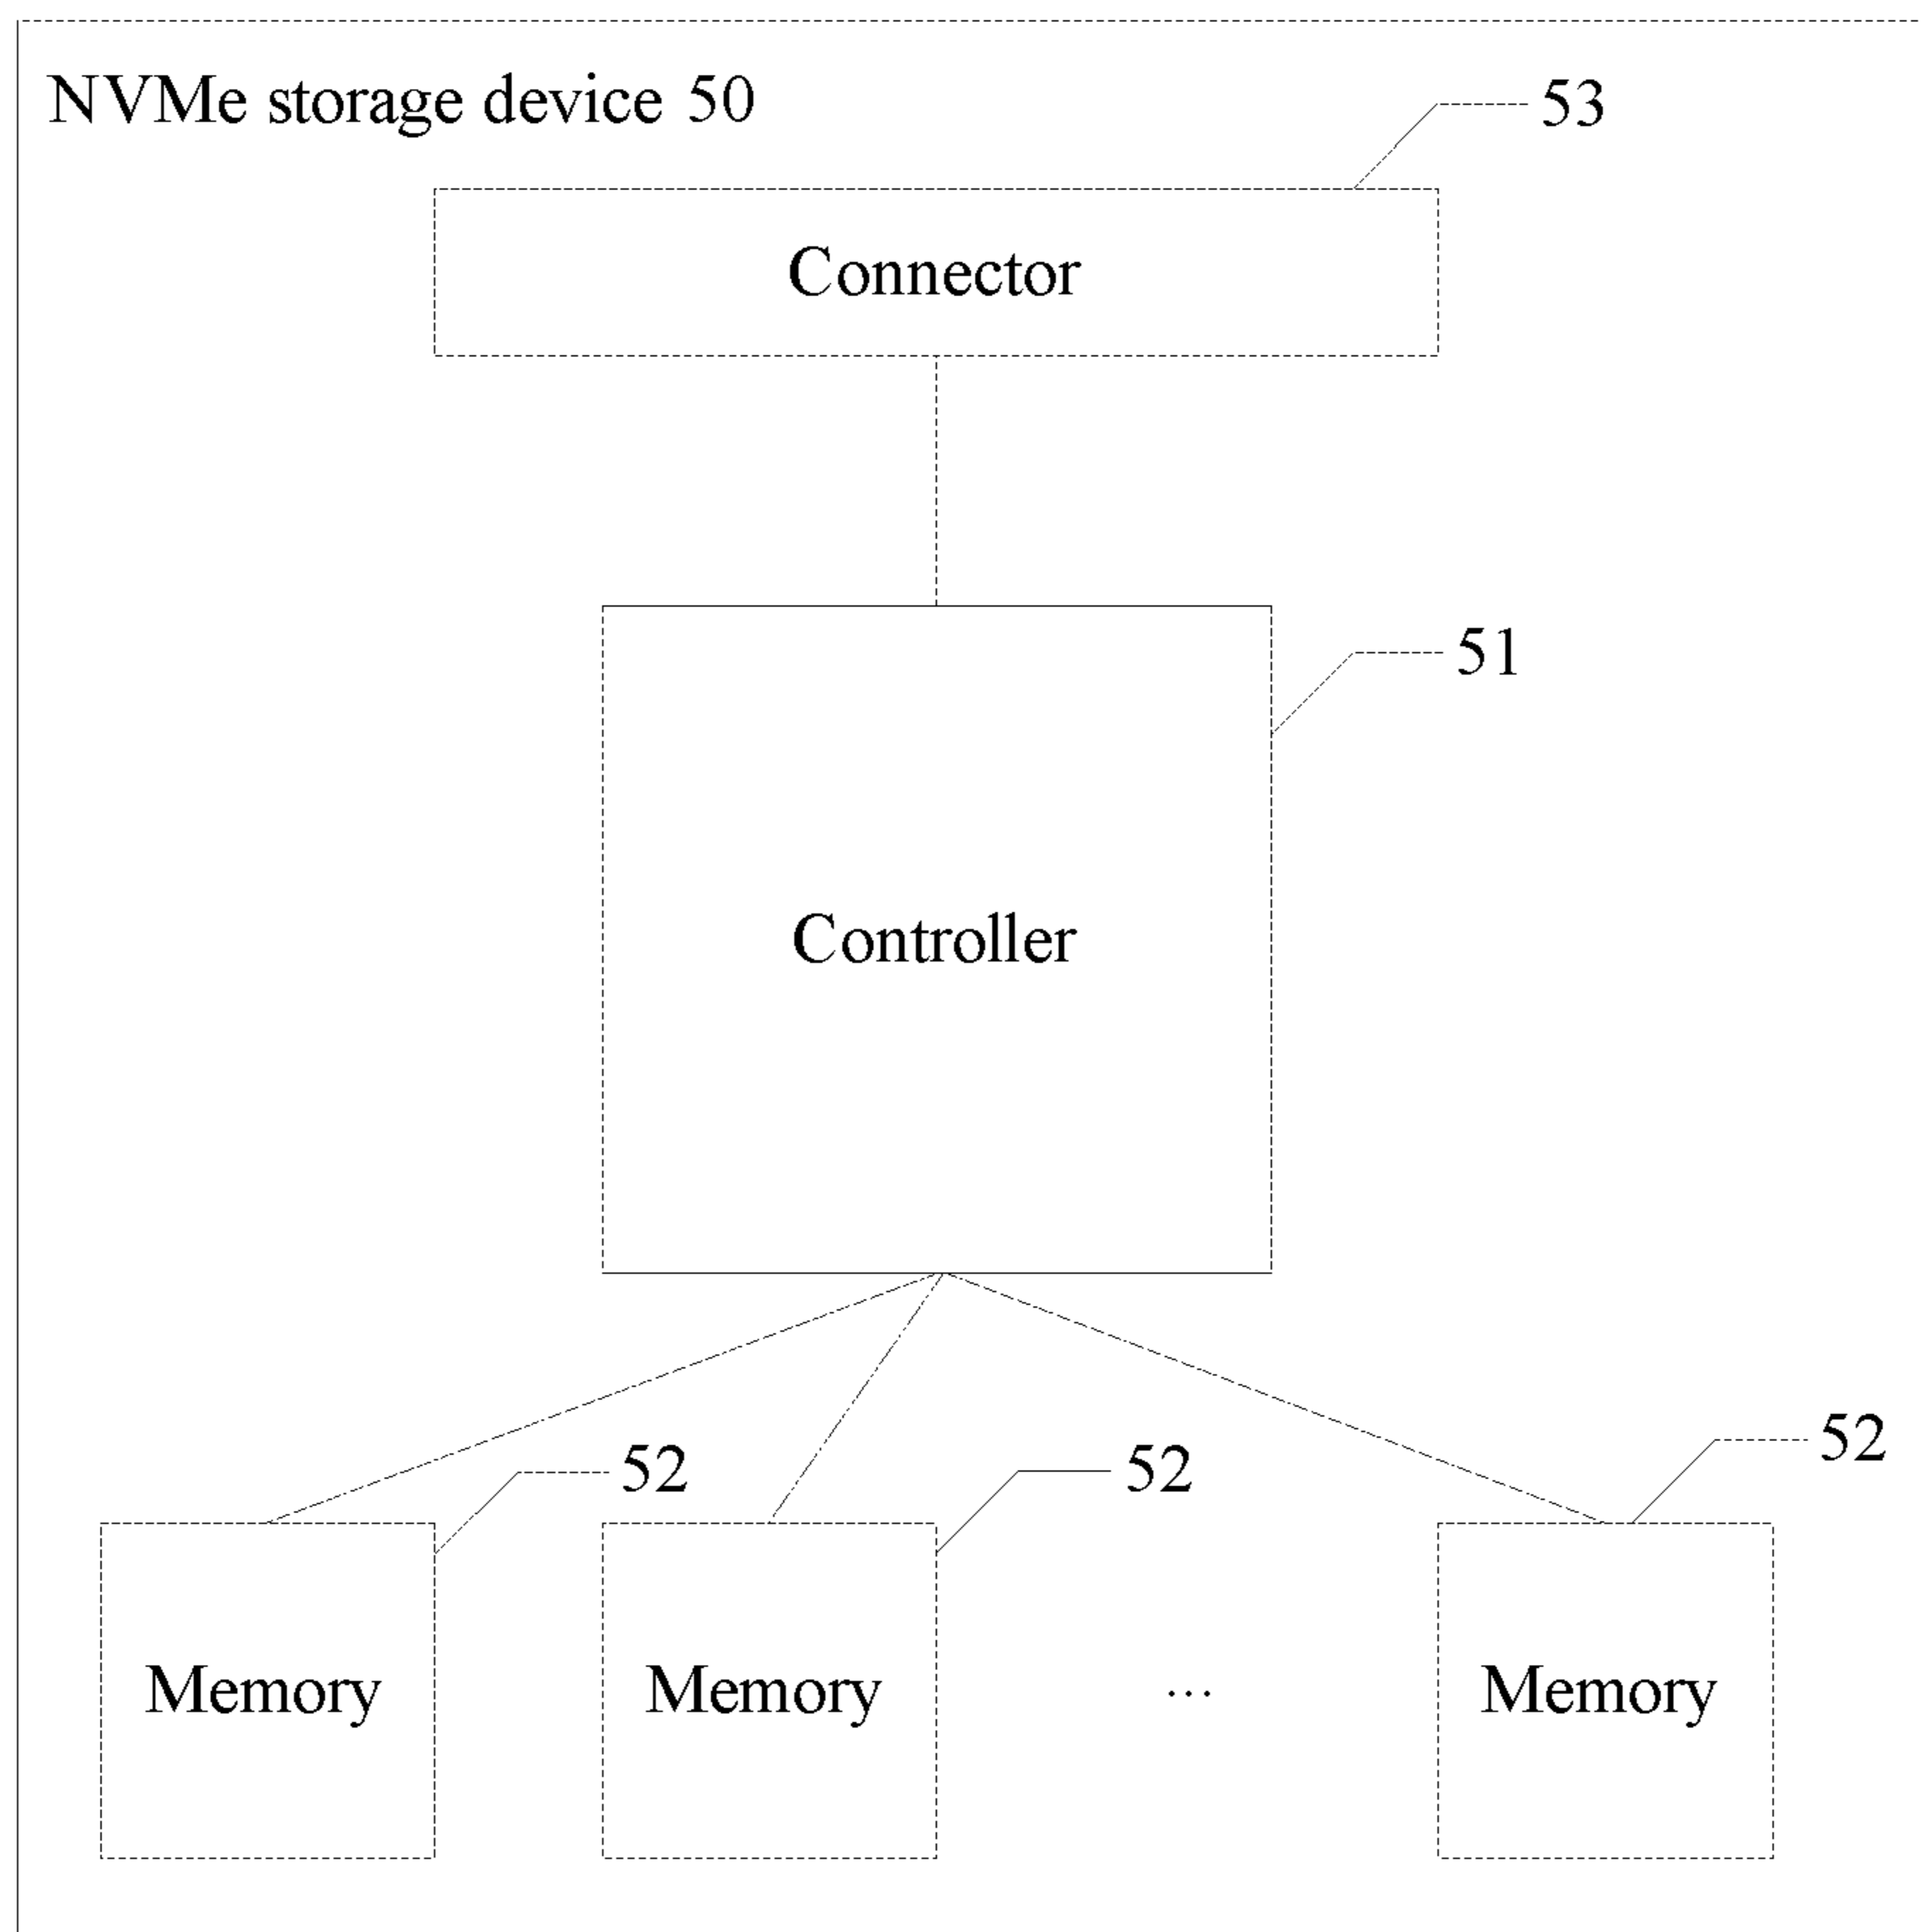 NVMe storage device 50
53
Connector
51
Controller
52
52
52
Memory
Memory
...
Memory